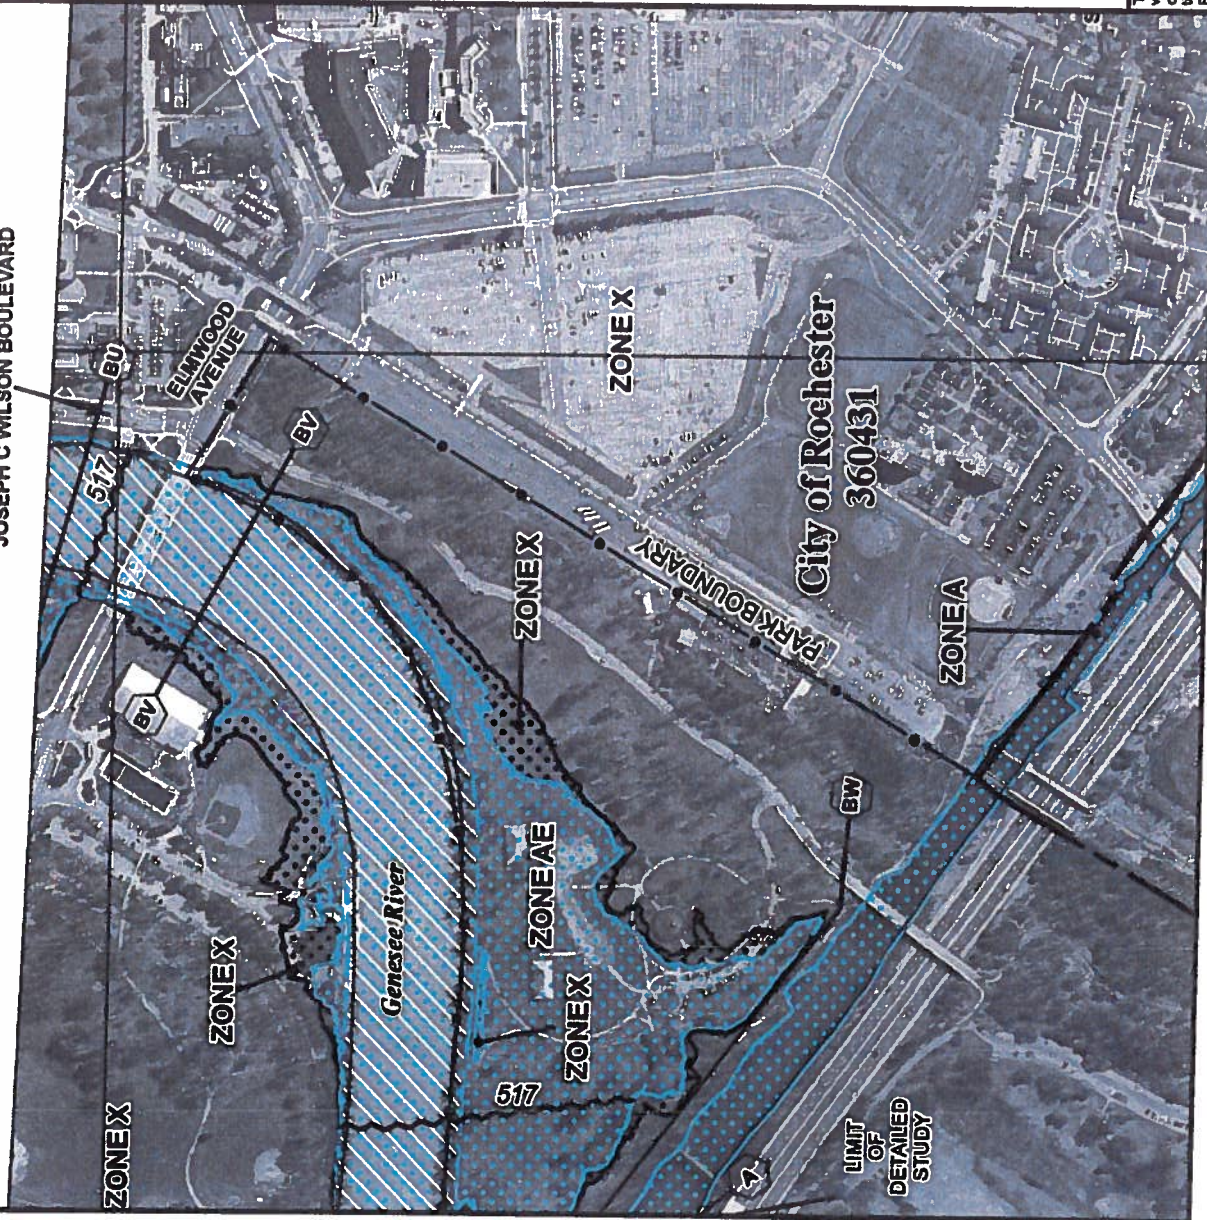 JOSEPH C WILSON BOULEVARD
BU
517
ELMWOOD
AVENUE
BV
BV
ZONE X
ZONE X
City of Rochester
360431
PARK BOUNDARY
ZONE A
BW
ZONE AE
Genesee River
ZONE X
ZONE X
517
ZONE X
LIMIT
OF
DETAILED
STUDY
A